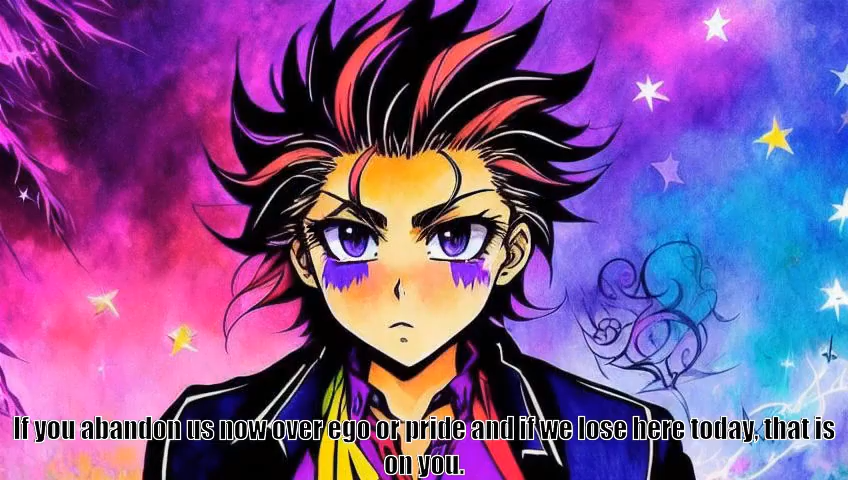 If you abandon us now over ego or pride and if we lose here today, that is
on you.